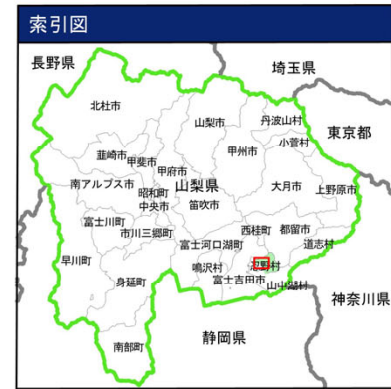 索引図
長野県
埼玉県
北杜市
山梨市
丹波山村
東京都
小菅村
韮崎市
甲斐市
甲府市
甲州市
南アルプス市
昭和町
山梨県
大月市
上野原市
中央市
笛吹市
富士川町
市川三郷町
西桂町
都留市
道志村
富士河口湖町
早川町
鳴沢村
忍野村
身延町
富士吉田市
山中湖村
神奈川県
静岡県
南部町